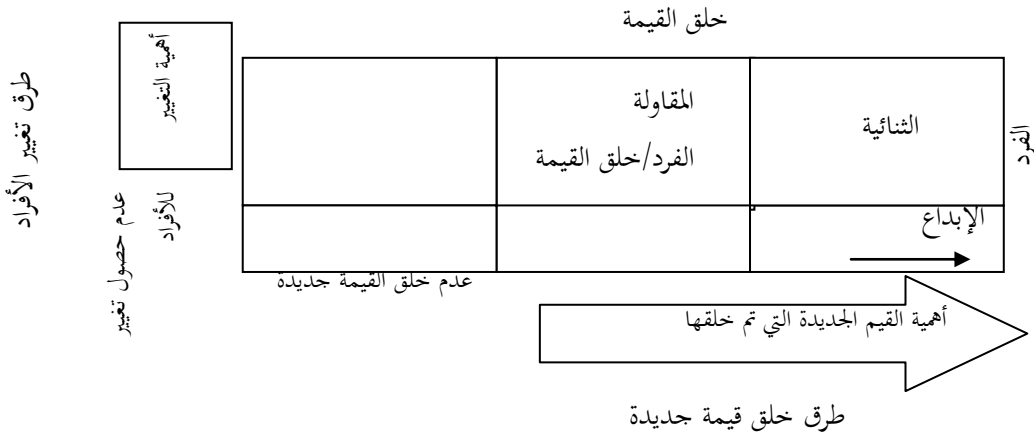 خلق القيمة
أهمية التغيير
طرق تغيير الأفراد
المقاولة
الفرد/خلق القيمة
الثنائية
الفرد
للأفراد
عدم حصول تغيير
الإبداع
عدم خلق القيمة جديدة
أهمية القيم الجديدة التي تم خلقها
طرق خلق قيمة جديدة